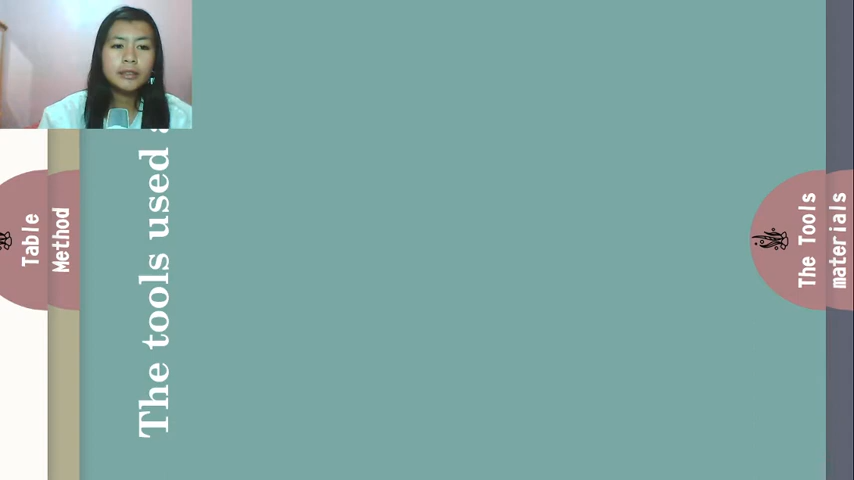 Table
Method
The tools used
The Tools
materials